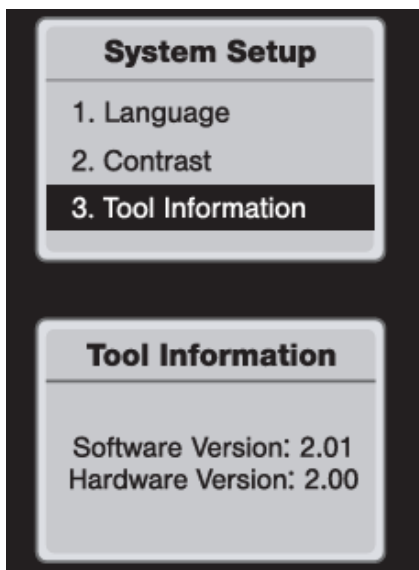 System Setup
1. Language
2. Contrast
3. Tool Information
Tool Information
Software Version: 2.01
Hardware Version: 2.00